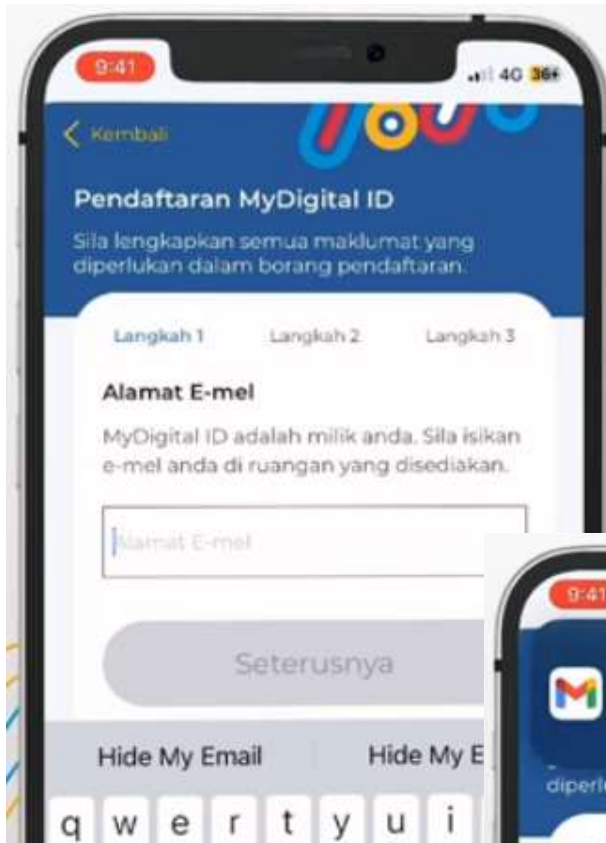 9:41
4G 36
Kembali
Pendaftaran MyDigital ID
Sila lengkapkan semua maklumat yang
diperlukan dalam borang pendaftaran.
Langkah 1 Langkah 2 Langkah 3
Alamat E-mel
MyDigital ID adalah milik anda. Sila isikan
e-mel anda di ruangan yang disediakan.
Alamat E-mel
Seterusnya
Hide My Email Hide My E
q w e r t y u i
9:41
diperl